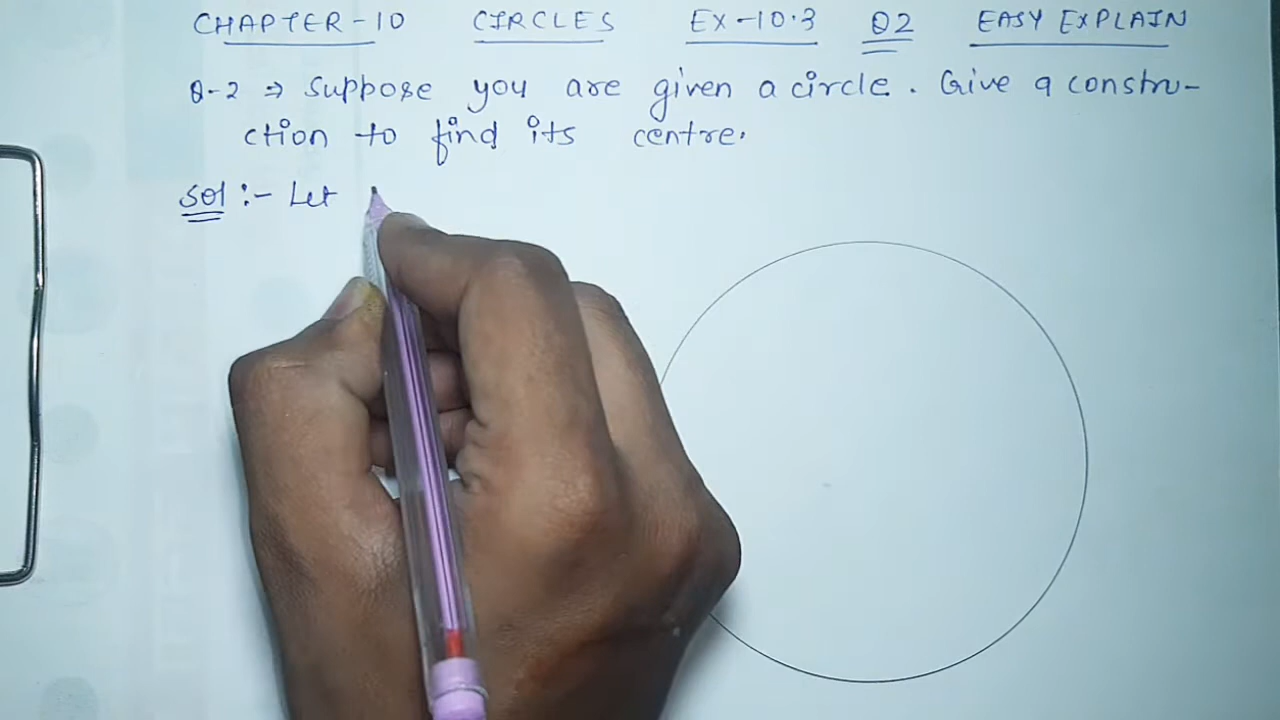 CHAPTER-10 CIRCLES EX-10.3 Q2 EASY EXPLAIN
Q-2 ⇒ Suppose you are given a circle. Give a constru-
ction to find its centre.
Sol :- Let